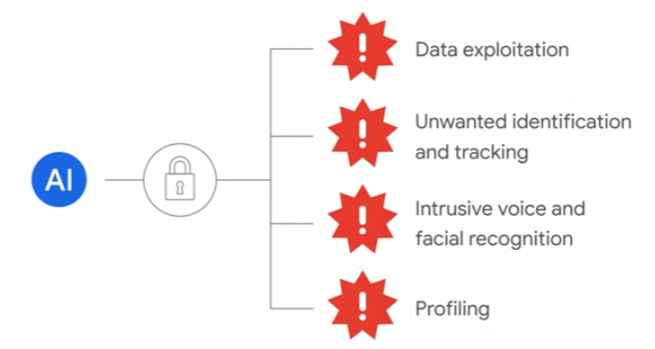 AI
Data exploitation
Unwanted identification
and tracking
Intrusive voice and
facial recognition
Profiling